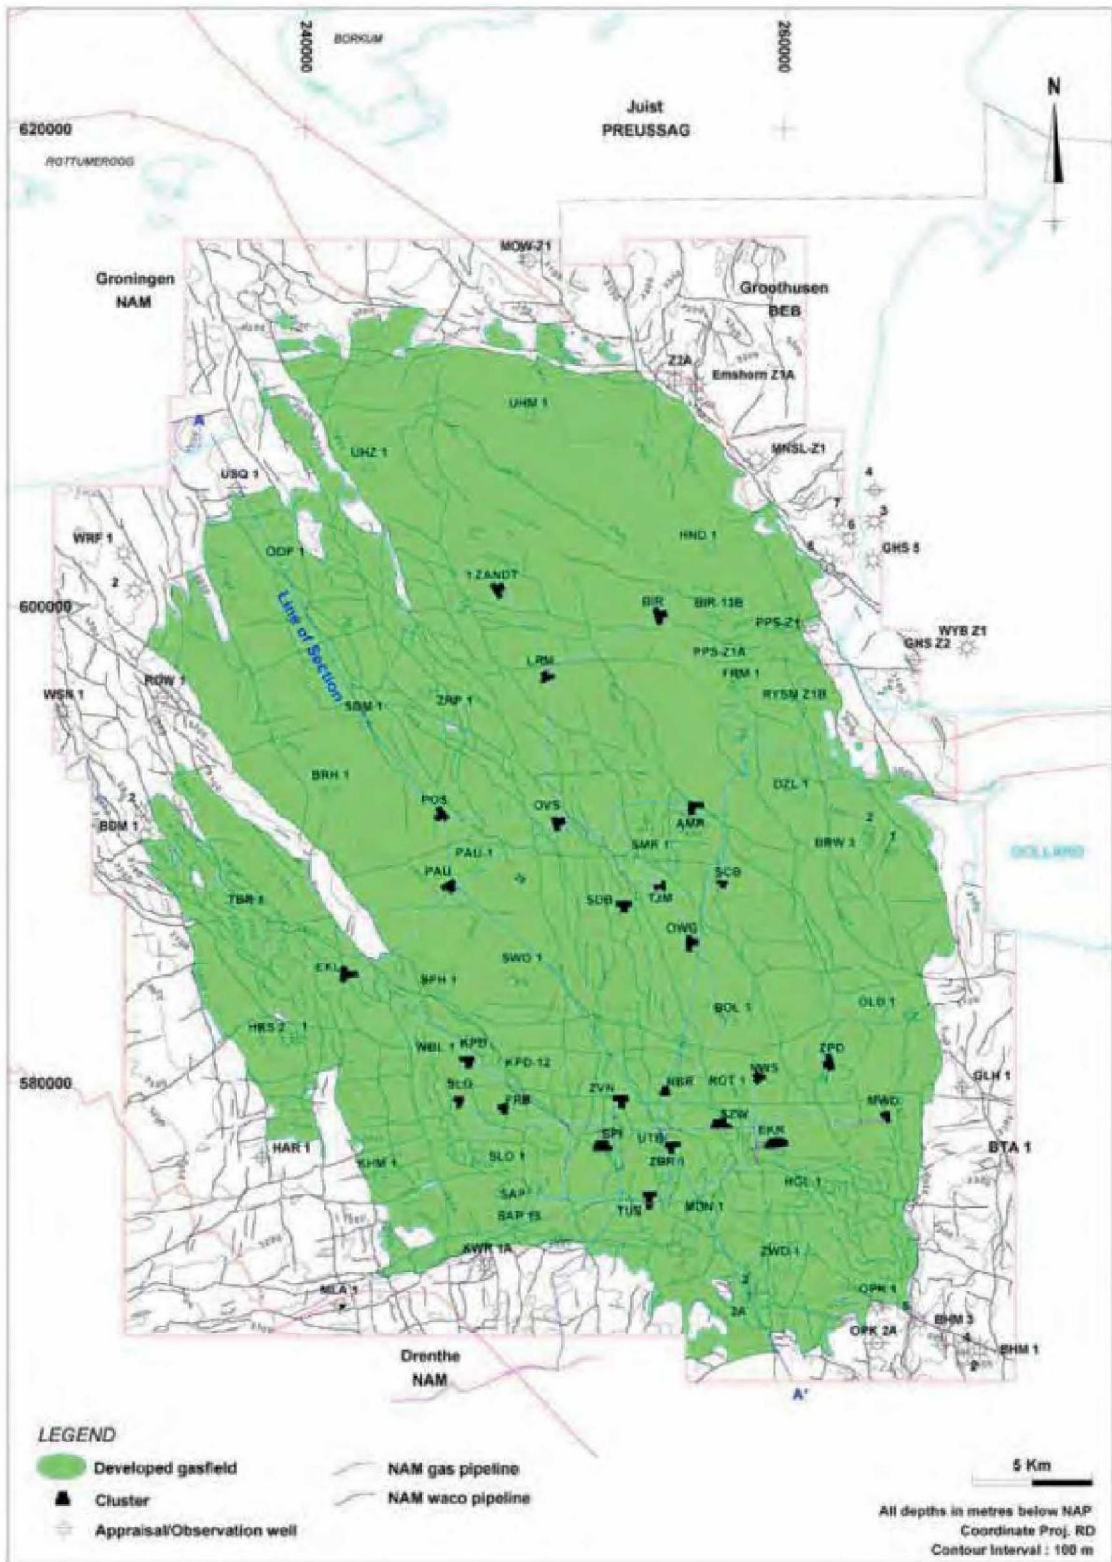 240000
260000
BORKUM
Juist
PREUSSAG
N
620000
ROTTUMEROOG
MOW-Z1
Groningen
NAM
Groothusen
BEB
Z2A
Emshorn Z1A
UHM 1
A
UHZ 1
MNSL-Z1
USQ 1
4
7
3
6
WRF 1
HND 1
GHS 5
ODP 1
2
'T ZANDT
600000
BIR
BIR-13B
PPS-Z1
WYB Z1
GHS Z2
Line of Section
PPS-Z1A
LRM
FRM 1
ROW 1
WSN 1
RYSM Z1B
ZRP 1
SDM 1
BRH 1
DZL 1
2
POS
OVS
AMR
2
1
BDM 1
SMR 1
BRW 3
DOLLARD
PAU 1
PAU
SCB
TJM
TBR 4
SDB
OWG
SWO 1
EKL
SPH 1
OLD 1
BOL 1
HRS 2
1
WBL 1
KPD
KPD-12
ZPD
580000
NWS
GLH 1
SLO
ZVN
NBR
ROT 1
FRB
MWD
SZW
SPI
UTB
EKR
HAR 1
BTA 1
KHM 1
SLO 1
ZBR 1
HGL 1
SAP
SAP 15
TUS
MDN 1
KWR 1A
ZWD 1
MLA 1
2
OPK 1
2A
5
BHM 3
OPK 2A
4
BHM 1
2
Drenthe
NAM
A'
LEGEND
Developed gasfield
NAM gas pipeline
5 Km
Cluster
NAM waco pipeline
Appraisal/Observation well
All depths in metres below NAP
Coordinate Proj. RD
Contour Interval : 100 m